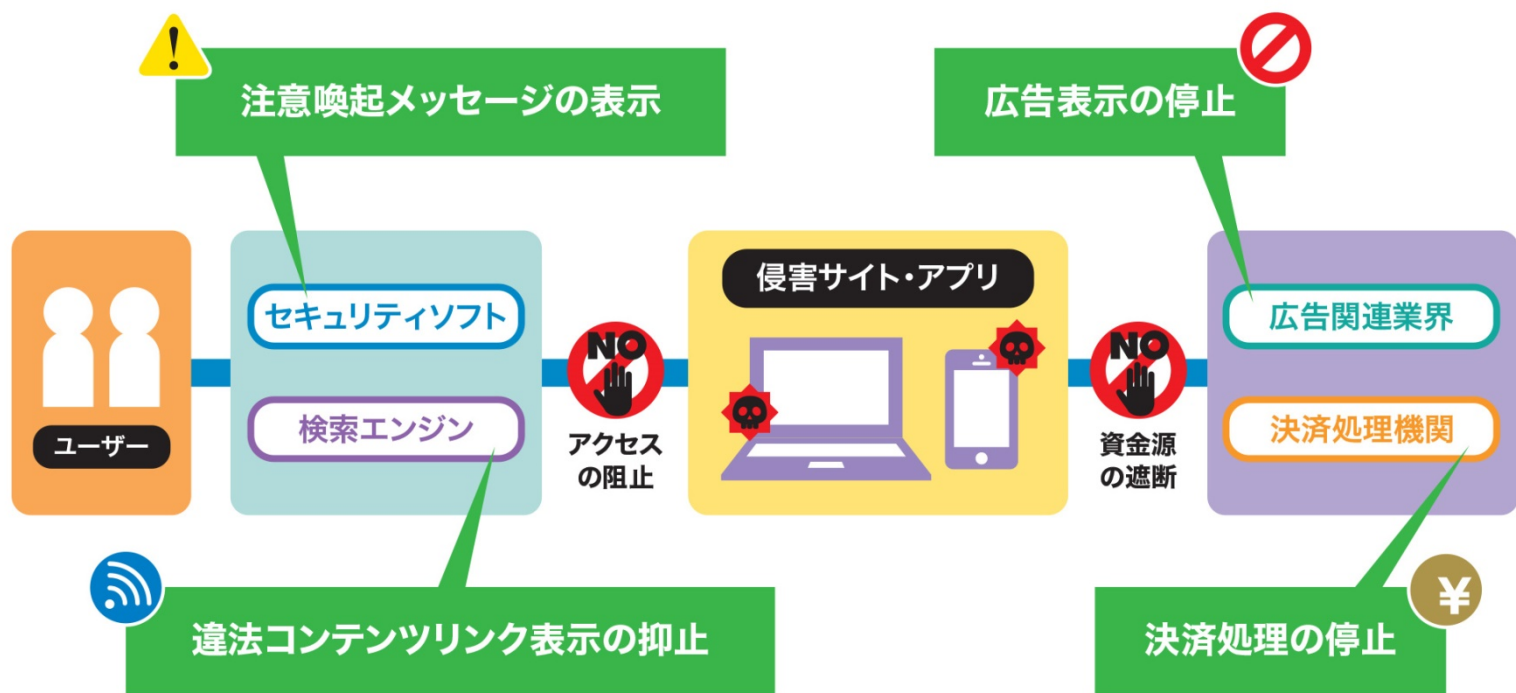 注意喚起メッセージの表示
広告表示の停止
ユーザー
セキュリティソフト
検索エンジン
NO
アクセス
の阻止
侵害サイト・アプリ
NO
資金源
の遮断
広告関連業界
決済処理機関
違法コンテンツリンク表示の抑止
¥
決済処理の停止